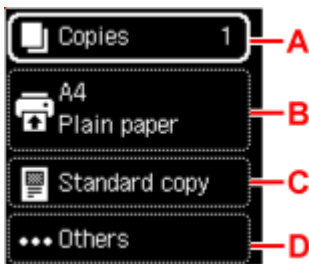 Copies 1 A
A4
Plain paper B
Standard copy C
Others D